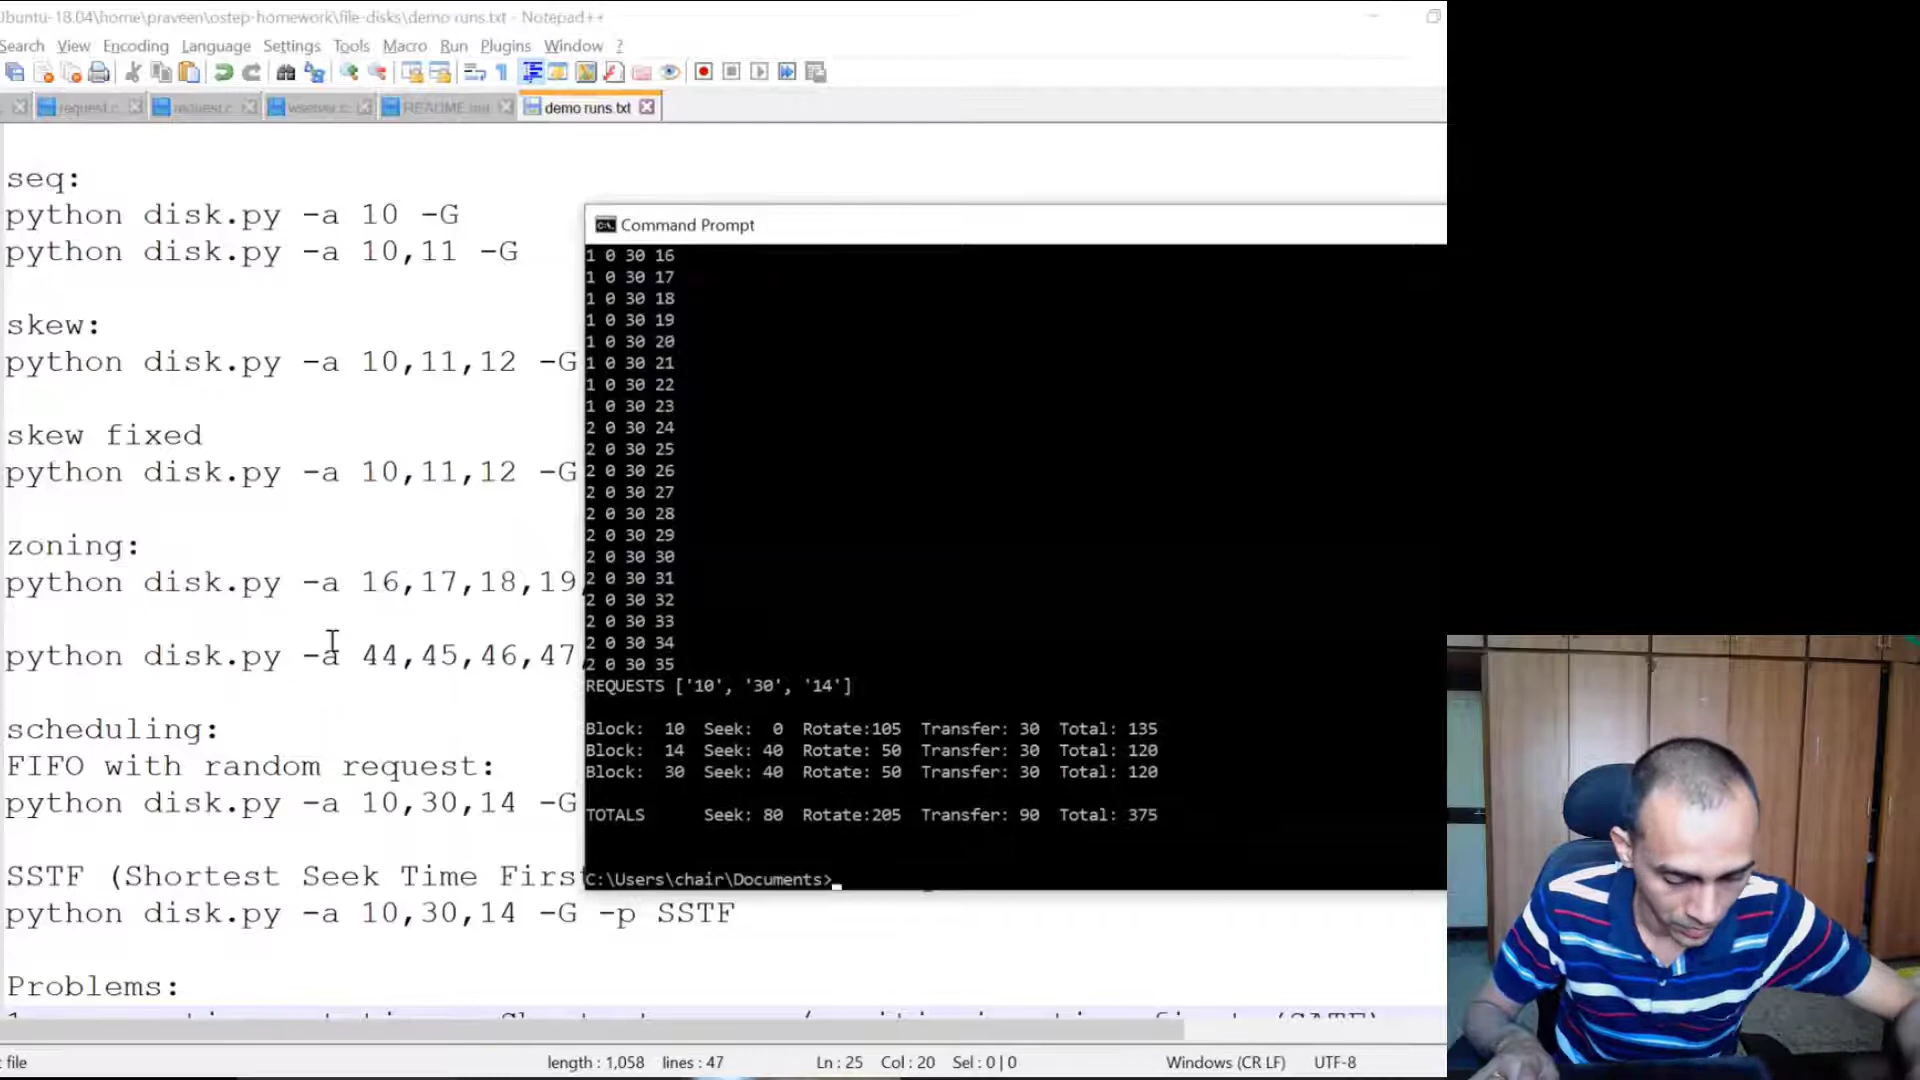 Ubuntu-18.04\home\praveen\ostep-homework\file-disks\demo runs.txt - Notepad++
Search View Encoding Language Settings Tools Macro Run Plugins Window ?
request.c request.c wserver.c README.md demo runs.txt
seq:
python disk.py -a 10 -G
python disk.py -a 10,11 -G
skew:
python disk.py -a 10,11,12 -G
skew fixed
python disk.py -a 10,11,12 -G
zoning:
python disk.py -a 16,17,18,19,
python disk.py -a 44,45,46,47,
scheduling:
FIFO with random request:
python disk.py -a 10,30,14 -G
SSTF (Shortest Seek Time First
python disk.py -a 10,30,14 -G -p SSTF
Problems:
Command Prompt
1 0 30 16
1 0 30 17
1 0 30 18
1 0 30 19
1 0 30 20
1 0 30 21
1 0 30 22
1 0 30 23
2 0 30 24
2 0 30 25
2 0 30 26
2 0 30 27
2 0 30 28
2 0 30 29
2 0 30 30
2 0 30 31
2 0 30 32
2 0 30 33
2 0 30 34
2 0 30 35
REQUESTS ['10', '30', '14']
Block: 10 Seek: 0 Rotate:105 Transfer: 30 Total: 135
Block: 14 Seek: 40 Rotate: 50 Transfer: 30 Total: 120
Block: 30 Seek: 40 Rotate: 50 Transfer: 30 Total: 120
TOTALS Seek: 80 Rotate:205 Transfer: 90 Total: 375
C:\Users\chair\Documents>
file length : 1,058 lines : 47 Ln : 25 Col : 20 Sel : 0 | 0 Windows (CR LF) UTF-8